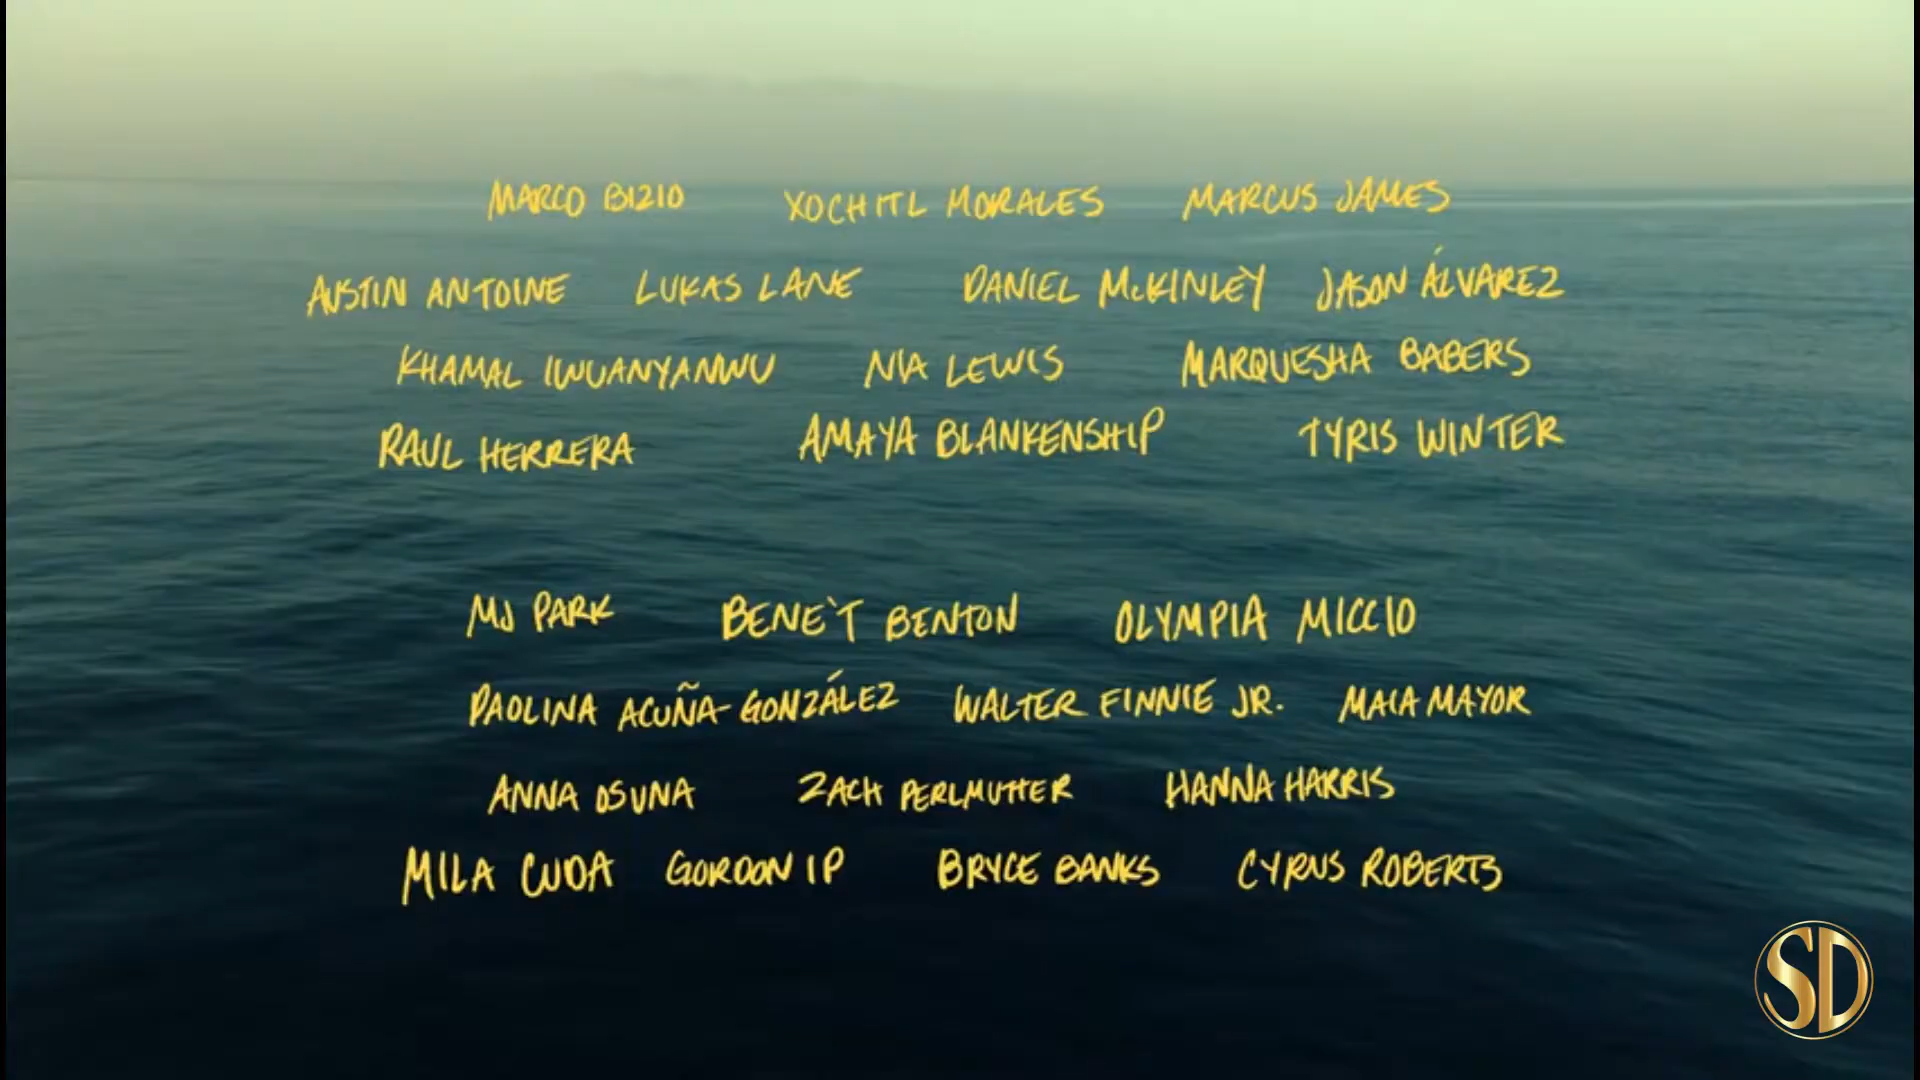 MARCO BIZIO XOCHITL MORALES MARCUS JAMES
AUSTIN ANTOINE LUKAS LANE DANIEL McKINLEY JASON ÁLVAREZ
KHAMAL IWUANYANWU NIA LEWIS MARQUESHA BABERS
RAUL HERRERA AMAYA BLANKENSHIP TYRIS WINTER
MJ PARK BENE'T BENTON OLYMPIA MICCIO
PAOLINA ACUÑA-GONZÁLEZ WALTER FINNIE JR. MAIA MAYOR
ANNA OSUNA ZACH PERLMUTTER HANNA HARRIS
MILA CUDA GORDON IP BRYCE BANKS CYRUS ROBERTS
SD